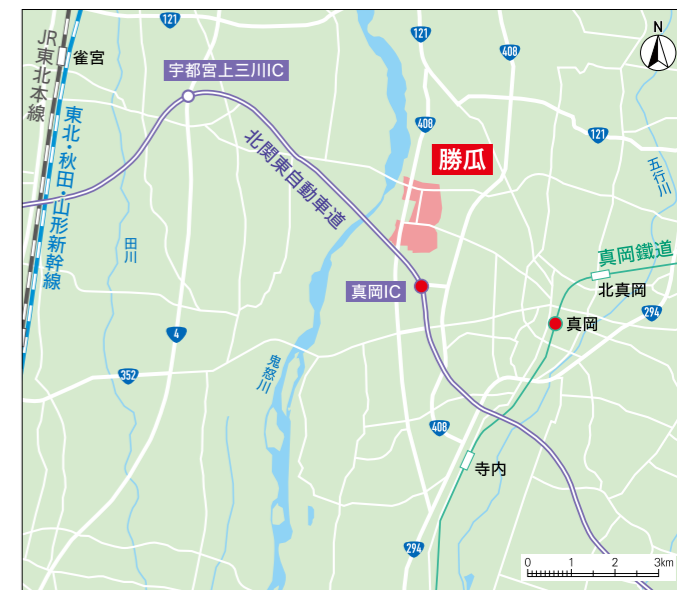 121
121
N
408
JR東北本線
雀宮
宇都宮上三川IC
東北・秋田・山形新幹線
408
121
北関東自動車道
勝瓜
五行川
田川
真岡鐵道
真岡IC
北真岡
294
真岡
4
352
鬼怒川
408
寺内
294
0 1 2 3km